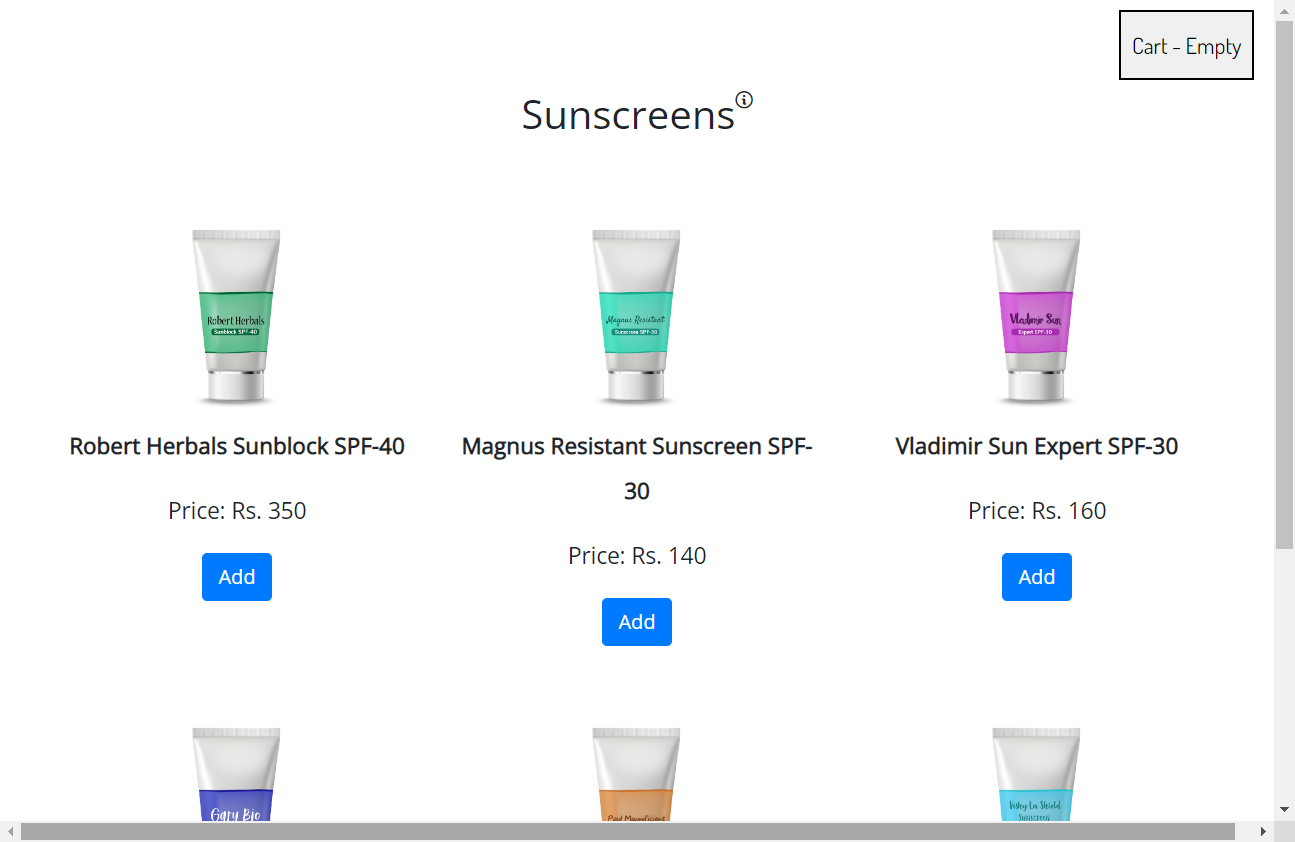 Cart - Empty
Sunscreens
Robert Herbals
Sunblock SPF-40
Magnus Resistant
Sunscreen SPF-30
Vladimir Sun
Expert SPF-30
Robert Herbals Sunblock SPF-40
Magnus Resistant Sunscreen SPF-
30
Vladimir Sun Expert SPF-30
Price: Rs. 350
Price: Rs. 140
Price: Rs. 160
Add
Add
Add
Gary Bio
Paul Magnificient
Vishy La Shield
Sunscreen